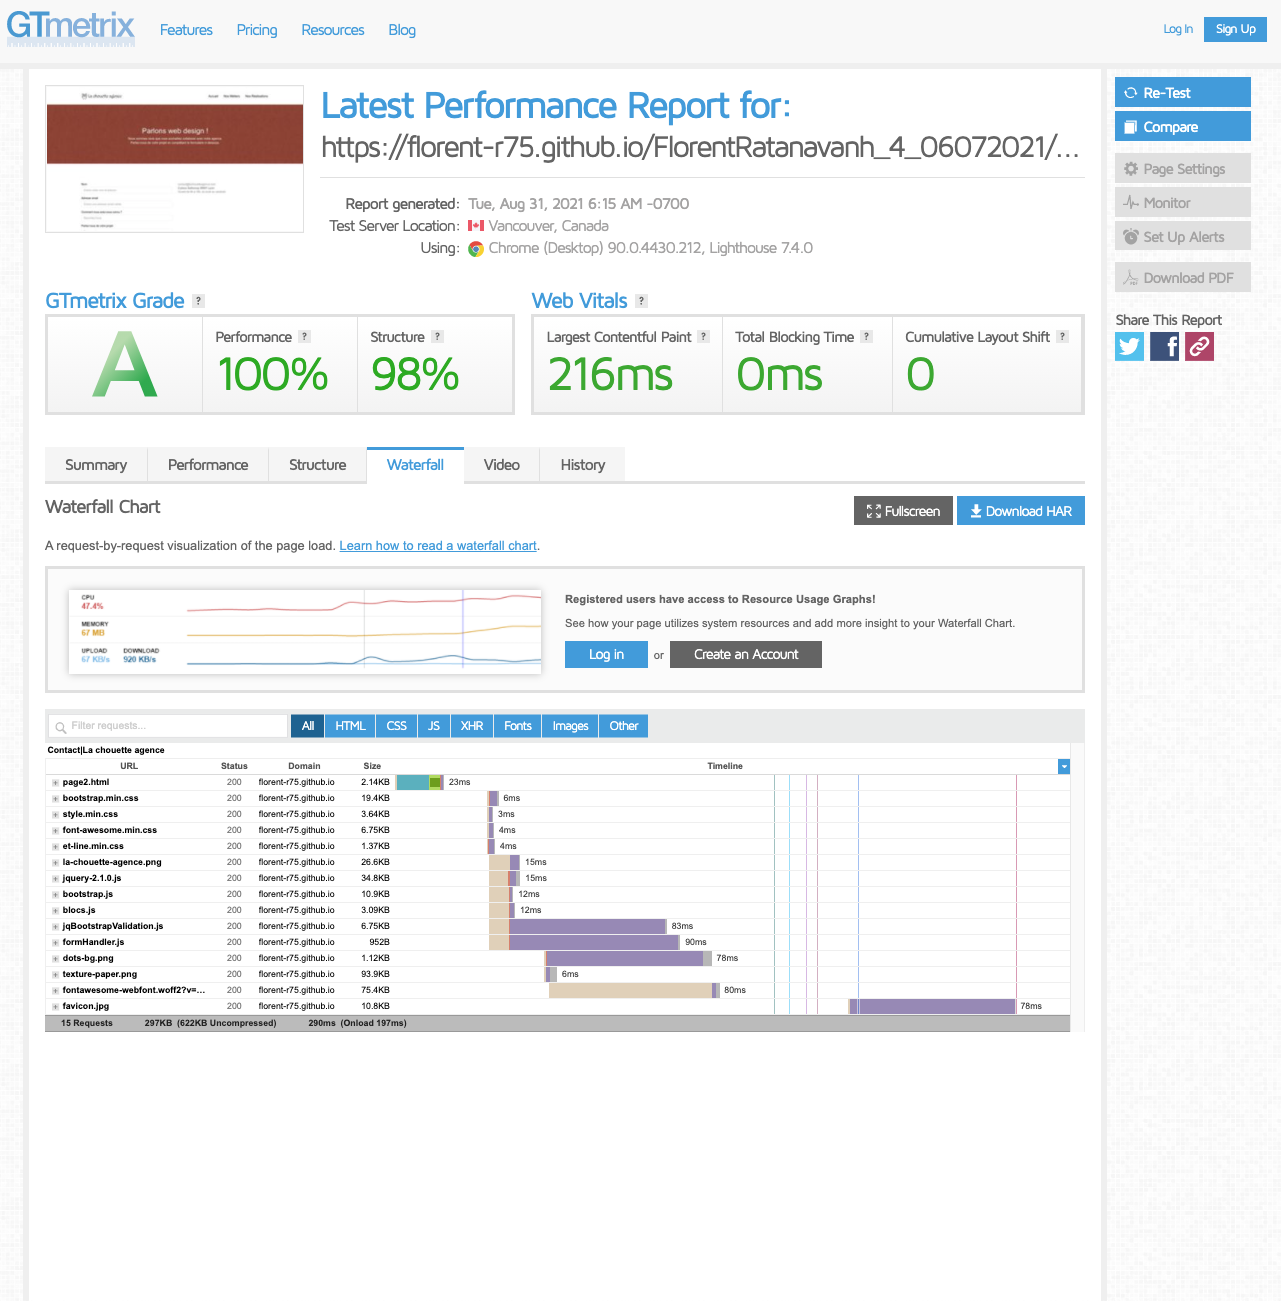 GTmetrix
Features Pricing Resources Blog
Log In Sign Up
Parlons web design !
Latest Performance Report for:
https://florent-r75.github.io/FlorentRatanavanh_4_06072021/...
Report generated: Tue, Aug 31, 2021 6:15 AM -0700
Test Server Location: Vancouver, Canada
Using: Chrome (Desktop) 90.0.4430.212, Lighthouse 7.4.0
Re-Test
Compare
Page Settings
Monitor
Set Up Alerts
Download PDF
Share This Report
GTmetrix Grade ?
A
Performance ?
100%
Structure ?
98%
Web Vitals ?
Largest Contentful Paint ?
216ms
Total Blocking Time ?
0ms
Cumulative Layout Shift ?
0
Summary Performance Structure Waterfall Video History
Waterfall Chart
Fullscreen Download HAR
A request-by-request visualization of the page load. Learn how to read a waterfall chart.
CPU
47.4%
MEMORY
67 MB
UPLOAD DOWNLOAD
67 KB/s 920 KB/s
Registered users have access to Resource Usage Graphs!
See how your page utilizes system resources and add more insight to your Waterfall Chart.
Log in or Create an Account
Filter requests...
All HTML CSS JS XHR Fonts Images Other
Contact|La chouette agence
URL Status Domain Size Timeline
page2.html 200 florent-r75.github.io 2.14KB 23ms
bootstrap.min.css 200 florent-r75.github.io 19.4KB 6ms
style.min.css 200 florent-r75.github.io 3.64KB 3ms
font-awesome.min.css 200 florent-r75.github.io 6.75KB 4ms
et-line.min.css 200 florent-r75.github.io 1.37KB 4ms
la-chouette-agence.png 200 florent-r75.github.io 26.6KB 15ms
jquery-2.1.0.js 200 florent-r75.github.io 34.8KB 15ms
bootstrap.js 200 florent-r75.github.io 10.9KB 12ms
blocs.js 200 florent-r75.github.io 3.09KB 12ms
jqBootstrapValidation.js 200 florent-r75.github.io 6.75KB 83ms
formHandler.js 200 florent-r75.github.io 952B 90ms
dots-bg.png 200 florent-r75.github.io 1.12KB 78ms
texture-paper.png 200 florent-r75.github.io 93.9KB 6ms
fontawesome-webfont.woff2?v=... 200 florent-r75.github.io 75.4KB 80ms
favicon.jpg 200 florent-r75.github.io 10.8KB 78ms
15 Requests 297KB (622KB Uncompressed) 290ms (Onload 197ms)